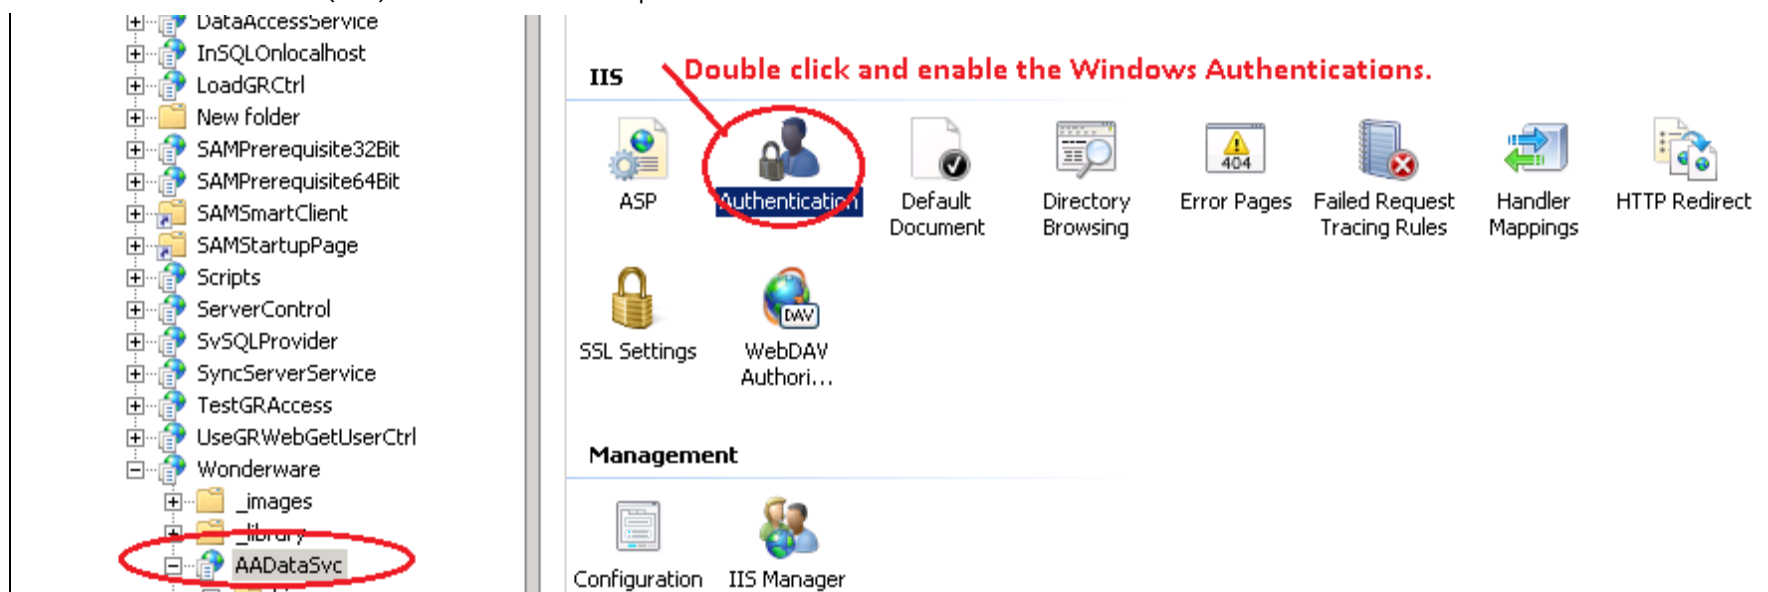 DataAccessService
InSQLOnlocalhost
LoadGRCtrl
New folder
SAMPrerequisite32Bit
SAMPrerequisite64Bit
SAMSmartClient
SAMStartupPage
Scripts
ServerControl
SvSQLProvider
SyncServerService
TestGRAccess
UseGRWebGetUserCtrl
Wonderware
_images
_library
AADataSvc
IIS
Double click and enable the Windows Authentications.
ASP
Authentication
Default
Document
Directory
Browsing
Error Pages
404
Failed Request
Tracing Rules
Handler
Mappings
HTTP Redirect
SSL Settings
DAV
WebDAV
Authori...
Management
Configuration
IIS Manager